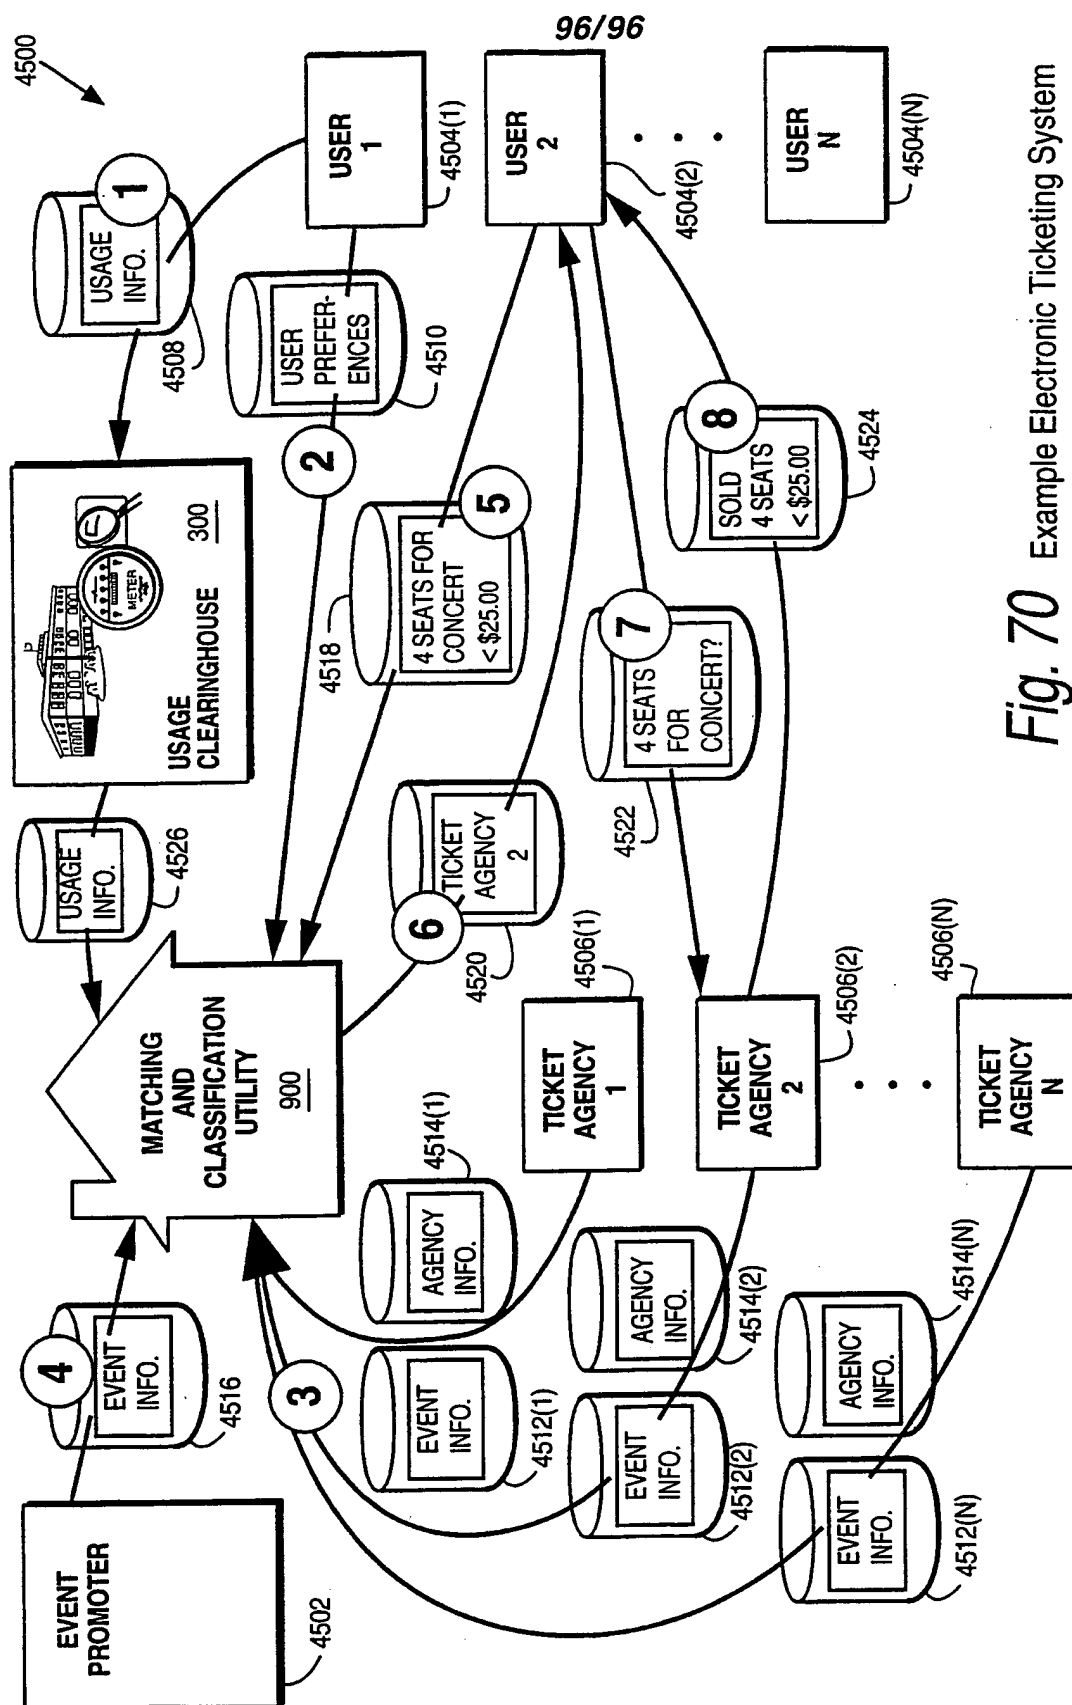 96/96
4500
EVENT
PROMOTER
4502
4
EVENT
INFO.
4516
MATCHING
AND
CLASSIFICATION
UTILITY
900
USAGE
INFO.
4526
METER
USAGE
CLEARINGHOUSE
300
1
USAGE
INFO.
4508
USER
1
4504(1)
2
USER
PREFER-
ENCES
4510
3
EVENT
INFO.
4512(1)
AGENCY
INFO.
4514(1)
5
4 SEATS FOR
CONCERT
< $25.00
4518
6
TICKET
AGENCY
2
4520
USER
2
4504(2)
TICKET
AGENCY
1
4506(1)
EVENT
INFO.
4512(2)
AGENCY
INFO.
4514(2)
TICKET
AGENCY
2
4506(2)
7
4 SEATS
FOR
CONCERT?
4522
8
SOLD
4 SEATS
< $25.00
4524
USER
N
4504(N)
EVENT
INFO.
4512(N)
AGENCY
INFO.
4514(N)
TICKET
AGENCY
N
4506(N)
Fig. 70 Example Electronic Ticketing System